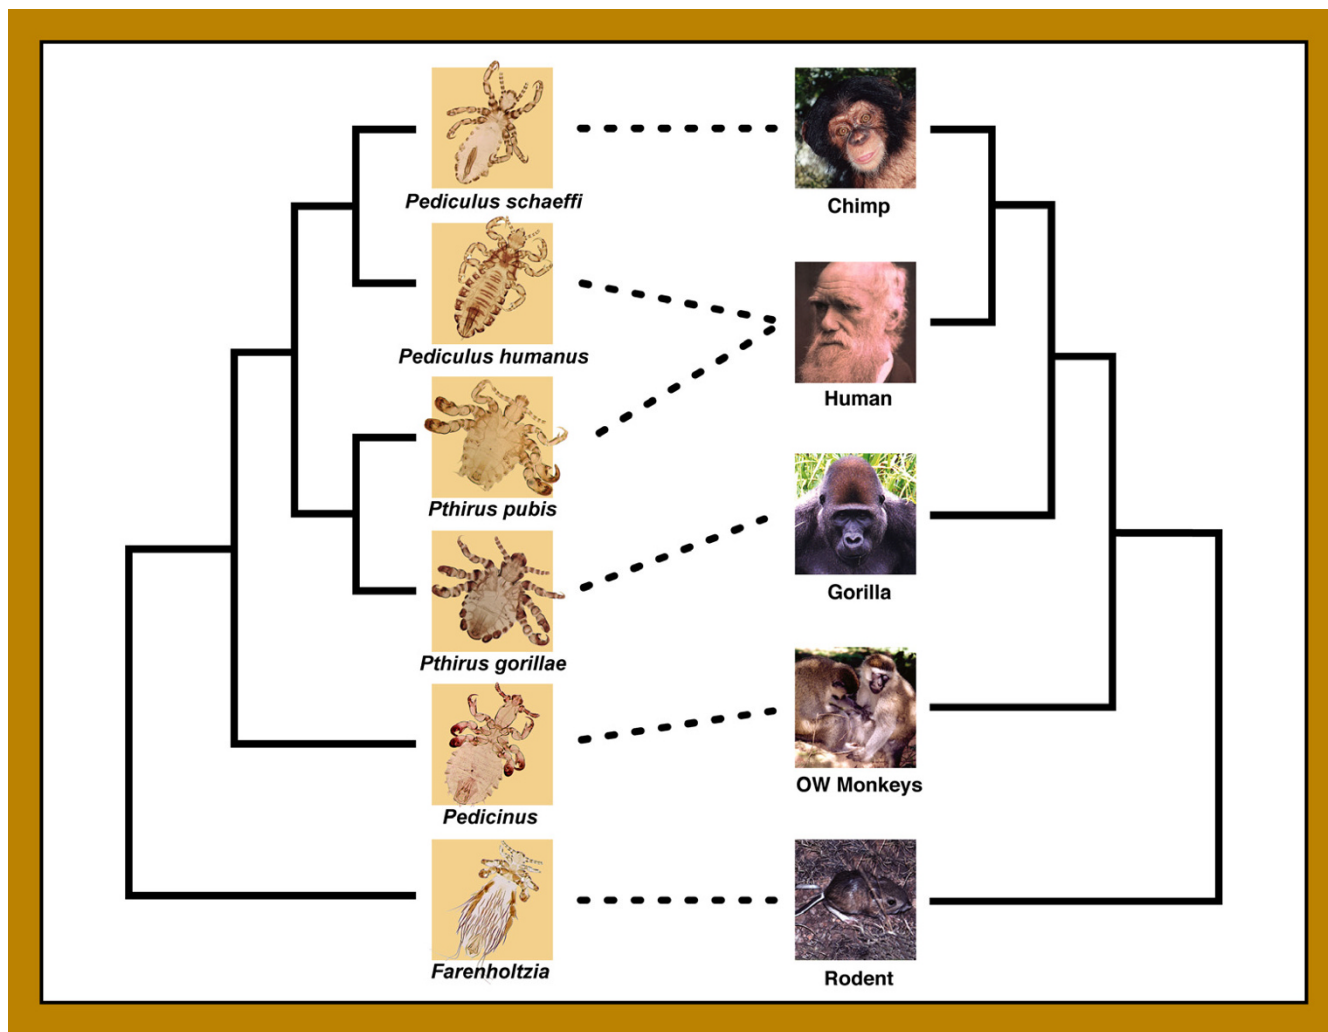 Pediculus schaeffi
Chimp
Pediculus humanus
Human
Pthirus pubis
Gorilla
Pthirus gorillae
OW Monkeys
Pedicinus
Farenholtzia
Rodent